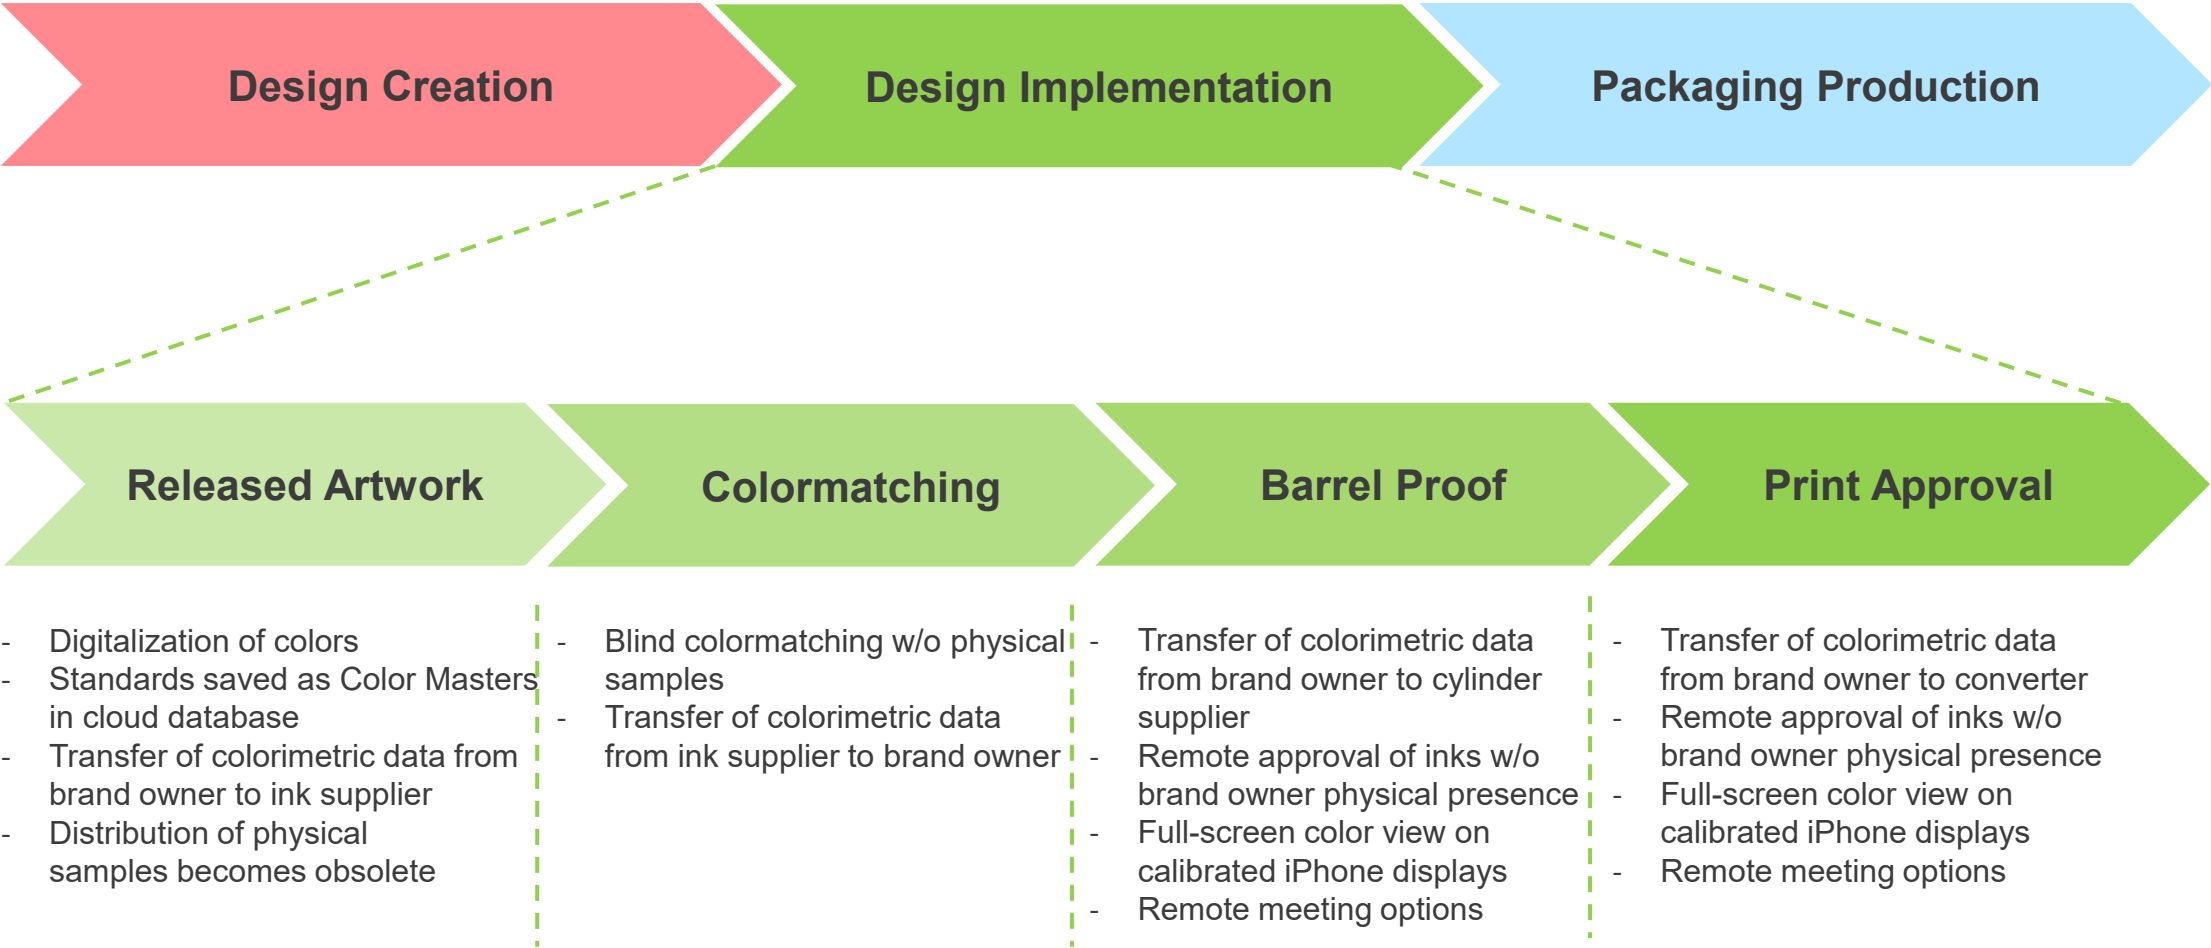 Design Creation
Design Implementation
Packaging Production
Released Artwork
Colormatching
Barrel Proof
Print Approval
- Digitalization of colors
- Standards saved as Color Masters
in cloud database
- Transfer of colorimetric data from
brand owner to ink supplier
- Distribution of physical
samples becomes obsolete
- Blind colormatching w/o physical
samples
- Transfer of colorimetric data
from ink supplier to brand owner
- Transfer of colorimetric data
from brand owner to cylinder
supplier
- Remote approval of inks w/o
brand owner physical presence
- Full-screen color view on
calibrated iPhone displays
- Remote meeting options
- Transfer of colorimetric data
from brand owner to converter
- Remote approval of inks w/o
brand owner physical presence
- Full-screen color view on
calibrated iPhone displays
- Remote meeting options